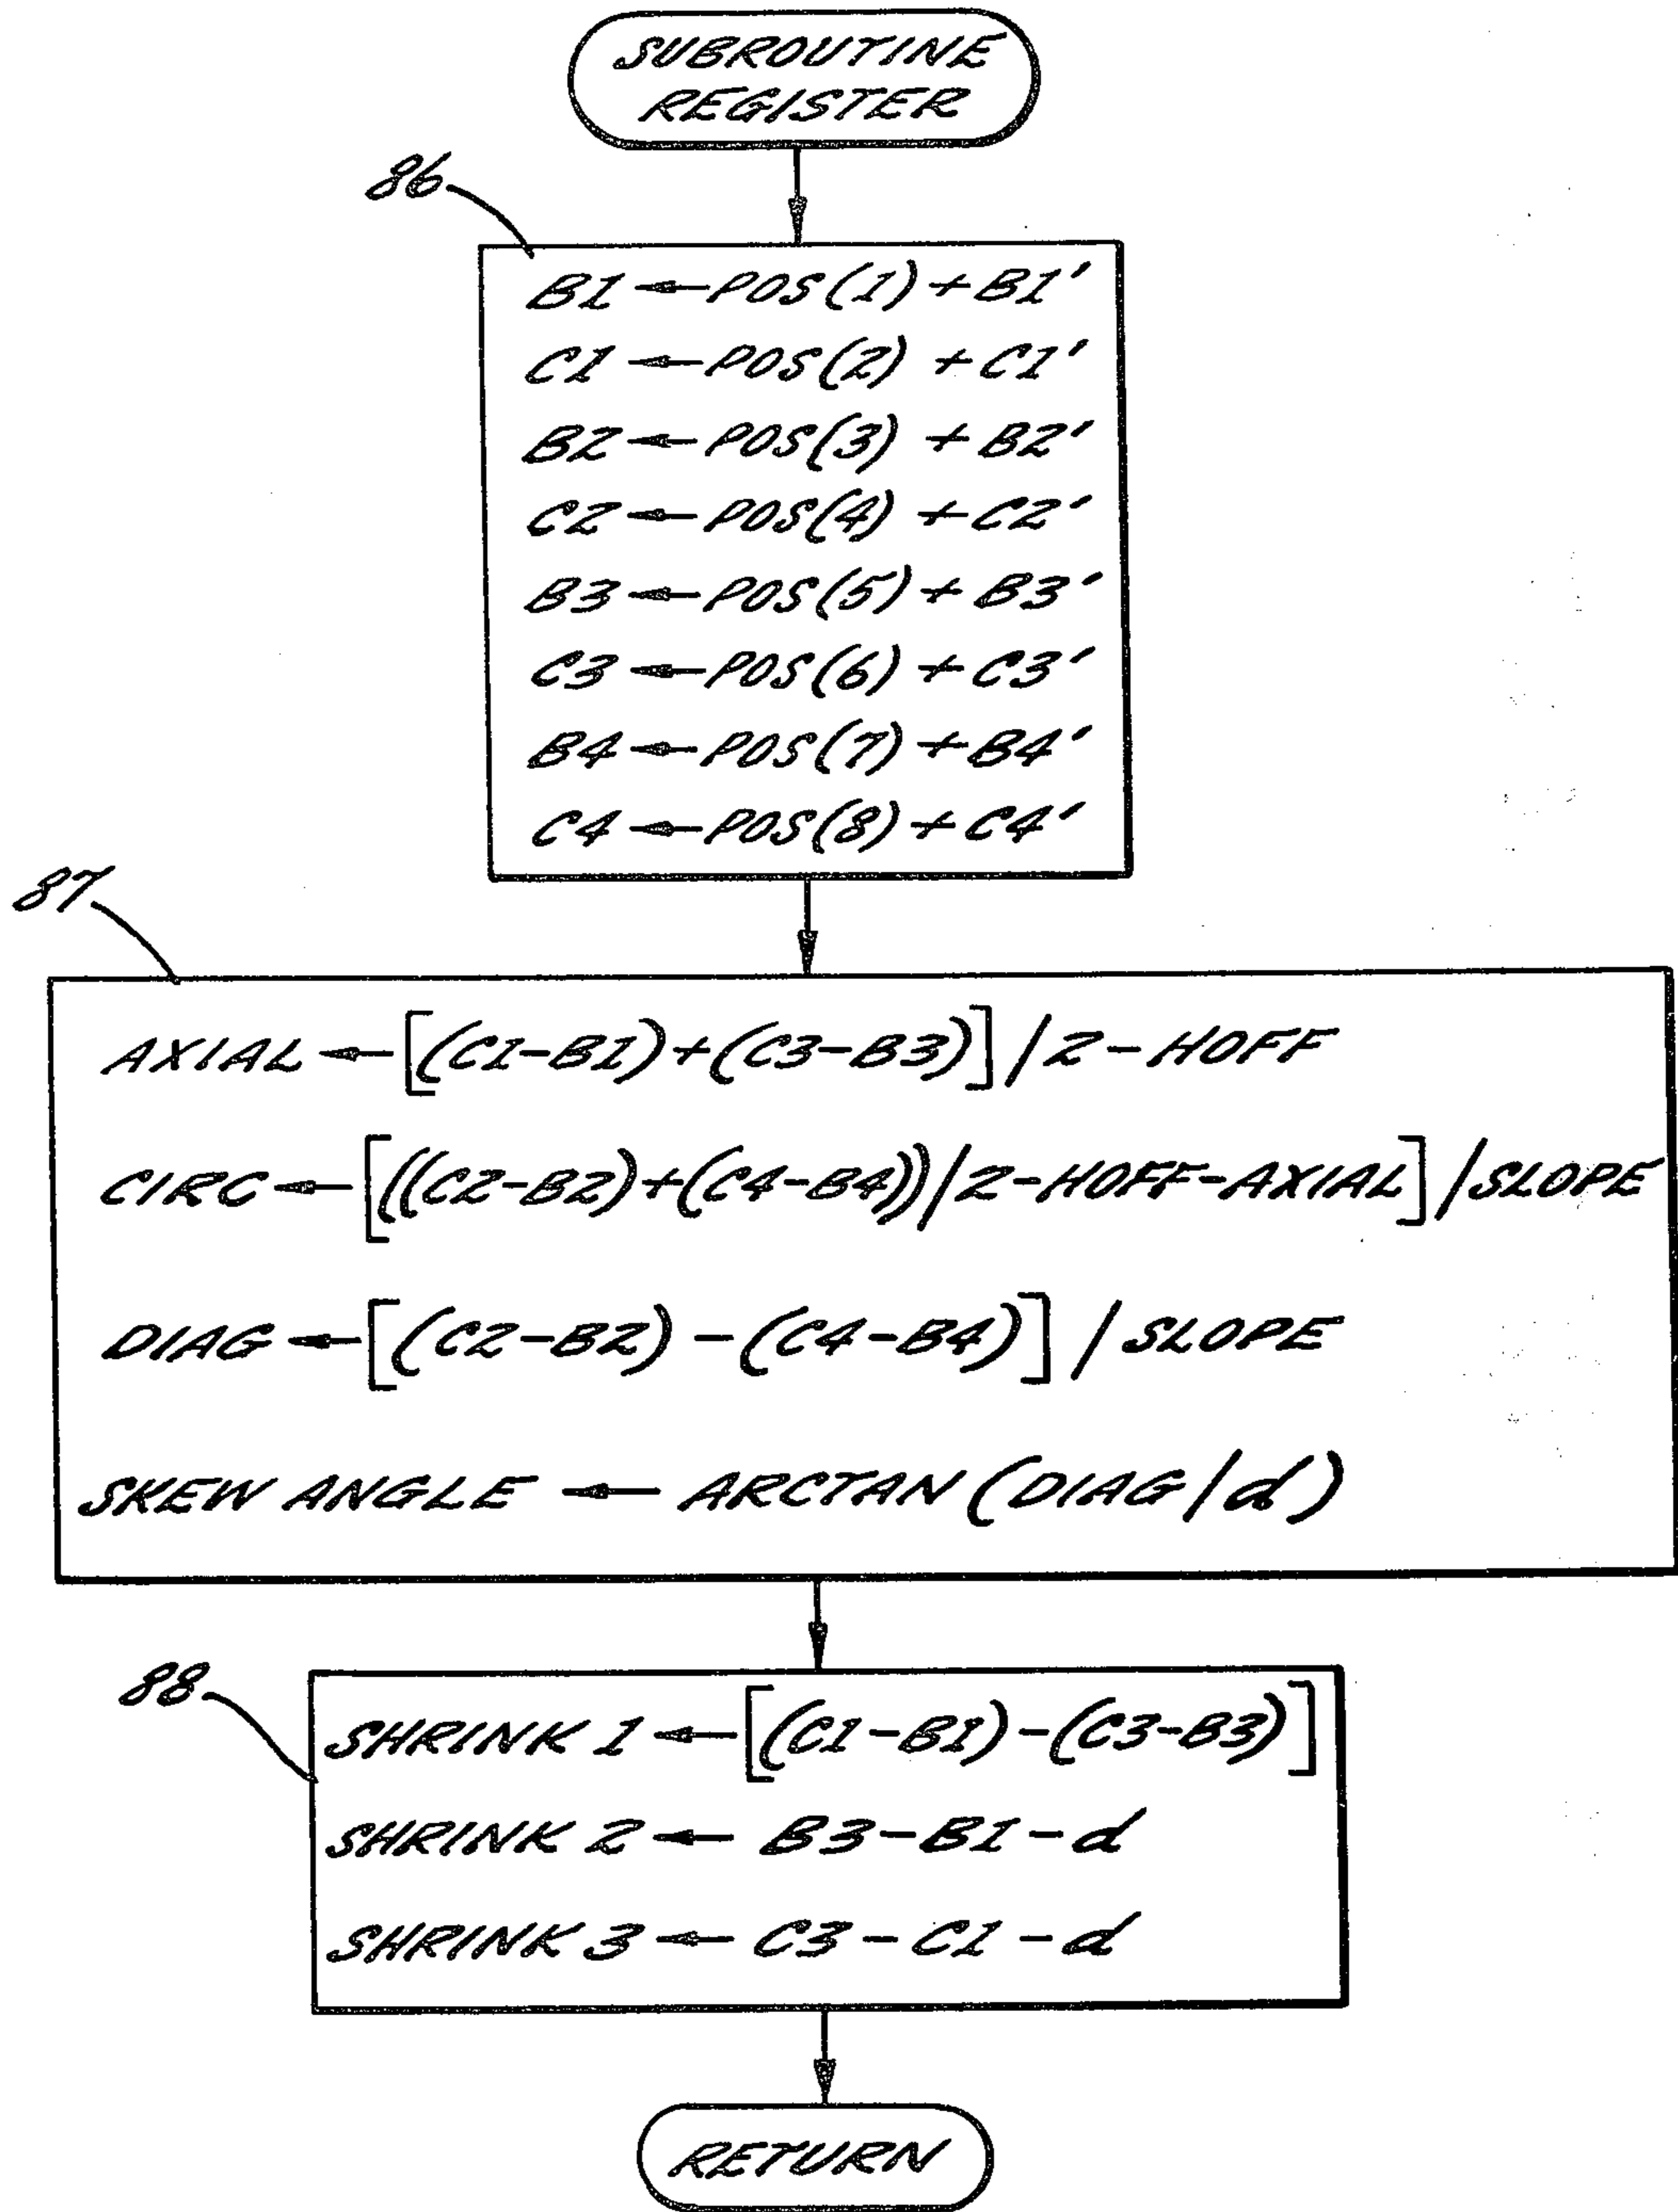 SUBROUTINE
REGISTER
86
B1 ← POS(1) + B1'
C1 ← POS(2) + C1'
B2 ← POS(3) + B2'
C2 ← POS(4) + C2'
B3 ← POS(5) + B3'
C3 ← POS(6) + C3'
B4 ← POS(7) + B4'
C4 ← POS(8) + C4'
87
AXIAL ← [(C1-B1)+(C3-B3)]/2-HOFF
CIRC ← [((C2-B2)+(C4-B4))/2-HOFF-AXIAL]/SLOPE
DIAG ← [(C2-B2)-(C4-B4)]/SLOPE
SKEW ANGLE ← ARCTAN (DIAG/d)
88
SHRINK 1 ← [(C1-B1)-(C3-B3)]
SHRINK 2 ← B3-B1-d
SHRINK 3 ← C3-C1-d
RETURN